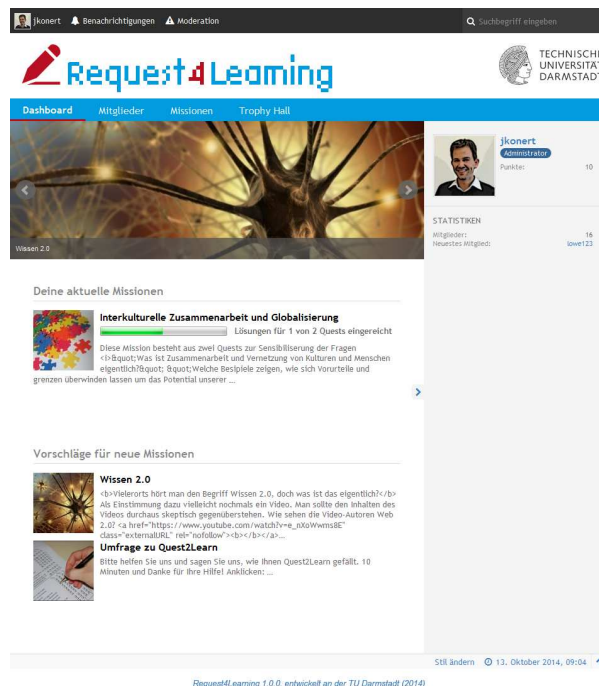 jkonert Benachrichtigungen Moderation
Suchbegriff eingeben
Request4Learning
TECHNISCHE
UNIVERSITÄT
DARMSTADT
Dashboard Mitglieder Missionen Trophy Hall
jkonert
Administrator
Punkte: 10
Wissen 2.0
STATISTIKEN
Mitglieder: 16
Neuestes Mitglied: lowe123
Deine aktuelle Missionen
Interkulturelle Zusammenarbeit und Globalisierung
Lösungen für 1 von 2 Quests eingereicht
Diese Mission besteht aus zwei Quests zur Sensibiliserung der Fragen
<i>&quot;Was ist Zusammenarbeit und Vernetzung von Kulturen und Menschen
eigentlich?&quot; &quot;Welche Besipiele zeigen, wie sich Vorurteile und
grenzen überwinden lassen um das Potential unserer ...
Vorschläge für neue Missionen
Wissen 2.0
<b>Vielerorts hört man den Begriff Wissen 2.0, doch was ist das eigentlich?</b>
Als Einstimmung dazu vielleicht nochmals ein Video. Man sollte den Inhalten des
Videos durchaus skeptisch gegenüberstehen. Wie sehen die Video-Autoren Web
2.0? <a href="https://www.youtube.com/watch?v=e_nXoWwms8E"
class="externalURL" rel="nofollow"><b></b></a>...
Umfrage zu Quest2Learn
Bitte helfen Sie uns und sagen Sie uns, wie Ihnen Quest2Learn gefällt. 10
Minuten und Danke für Ihre Hilfe! Anklicken: ...
Stil ändern 13. Oktober 2014, 09:04
Request4Learning 1.0.0, entwickelt an der TU Darmstadt (2014)